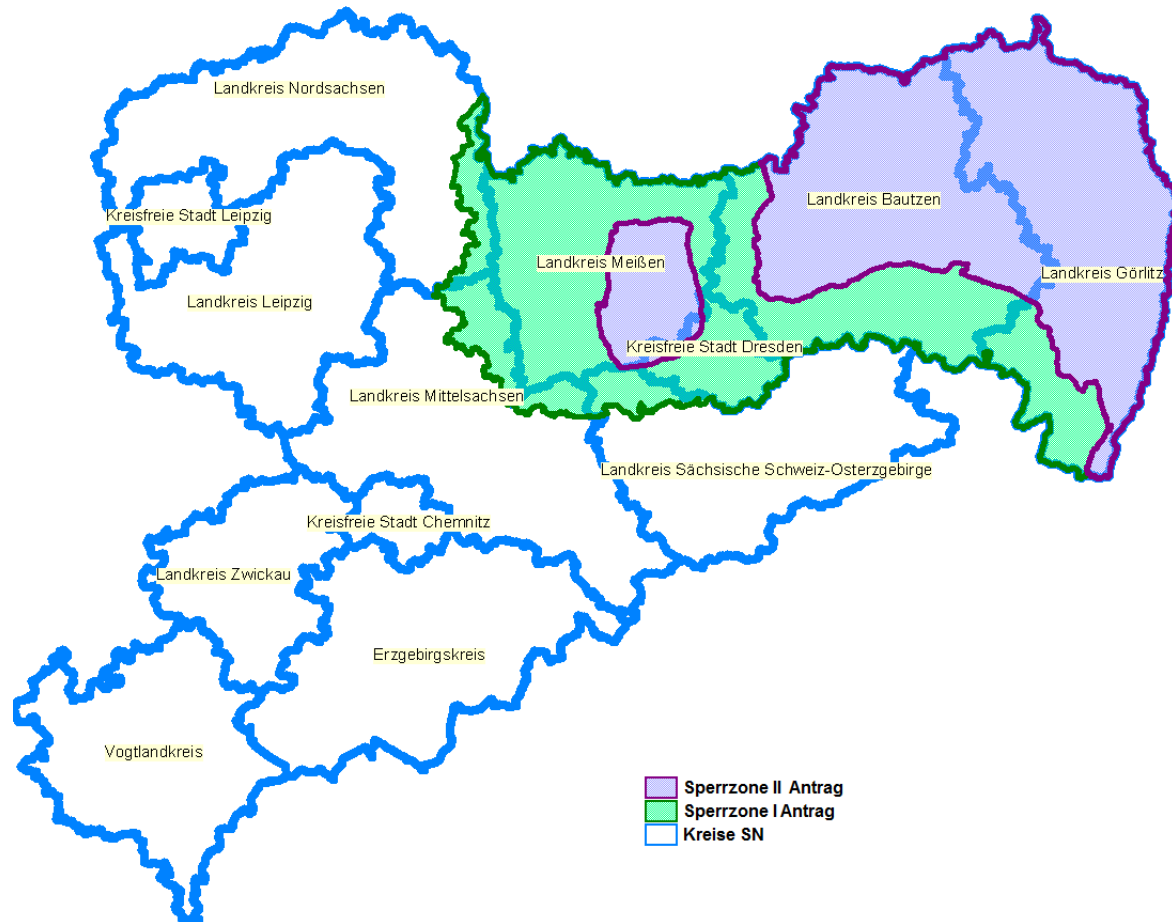 Landkreis Nordsachsen
Landkreis Bautzen
Kreisfreie Stadt Leipzig
Landkreis Meißen
Landkreis Görlitz
Landkreis Leipzig
Kreisfreie Stadt Dresden
Landkreis Mittelsachsen
Landkreis Sächsische Schweiz-Osterzgebirge
Kreisfreie Stadt Chemnitz
Landkreis Zwickau
Erzgebirgskreis
Vogtlandkreis
Sperrzone II Antrag
Sperrzone I Antrag
Kreise SN